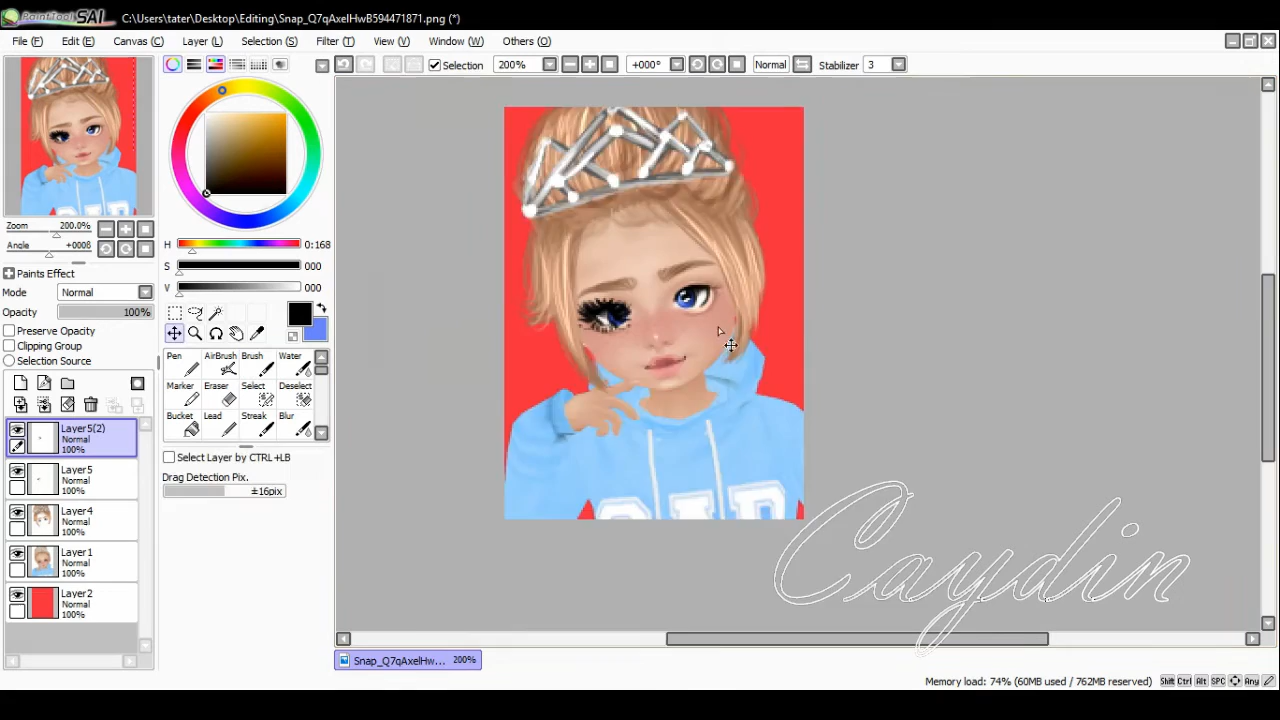 PaintTool SAI C:\Users\tater\Desktop\Editing\Snap_Q7qAxelHwB594471871.png (*)
File (F) Edit (E) Canvas (C) Layer (L) Selection (S) Filter (T) View (V) Window (W) Others (O)
Selection 200% +000° Normal Stabilizer 3
Zoom 200.0%
Angle +000ß
H 0:168
S 000
V 000
Paints Effect
Mode Normal
Opacity 100%
Preserve Opacity
Clipping Group
Selection Source
Pen AirBrush Brush Water
Marker Eraser Select Deselect
Bucket Lead Streak Blur
Select Layer by CTRL+LB
Drag Detection Pix.
±16pix
Layer5(2)
Normal
100%
Layer5
Normal
100%
Layer4
Normal
100%
Layer1
Normal
100%
Layer2
Normal
100%
Caydin
Snap_Q7qAxelHw... 200%
Memory load: 74% (60MB used / 762MB reserved) Shift Ctrl Alt SPC Any